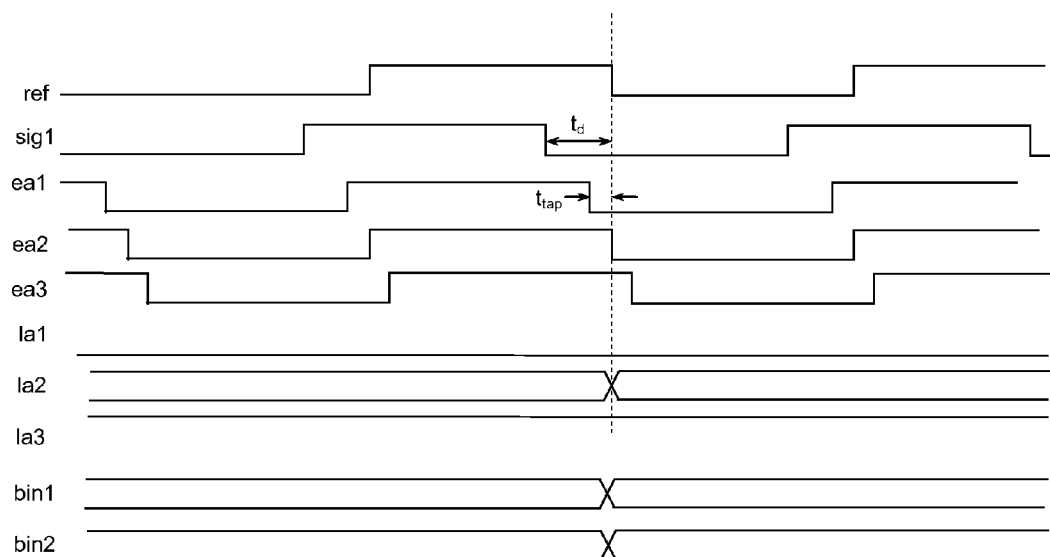 ref
sig1
t_d
ea1
t_tap
ea2
ea3
la1
la2
la3
bin1
bin2